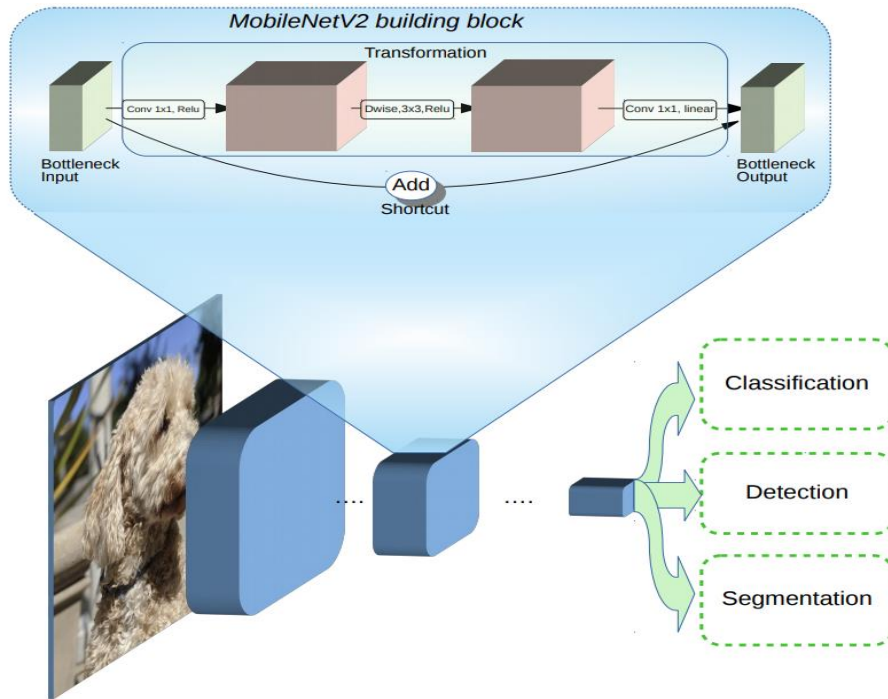 MobileNetV2 building block
Transformation
Conv 1x1, Relu
Dwise,3x3,Relu
Conv 1x1, linear
Bottleneck
Input
Bottleneck
Output
Add
Shortcut
Classification
....
....
Detection
Segmentation